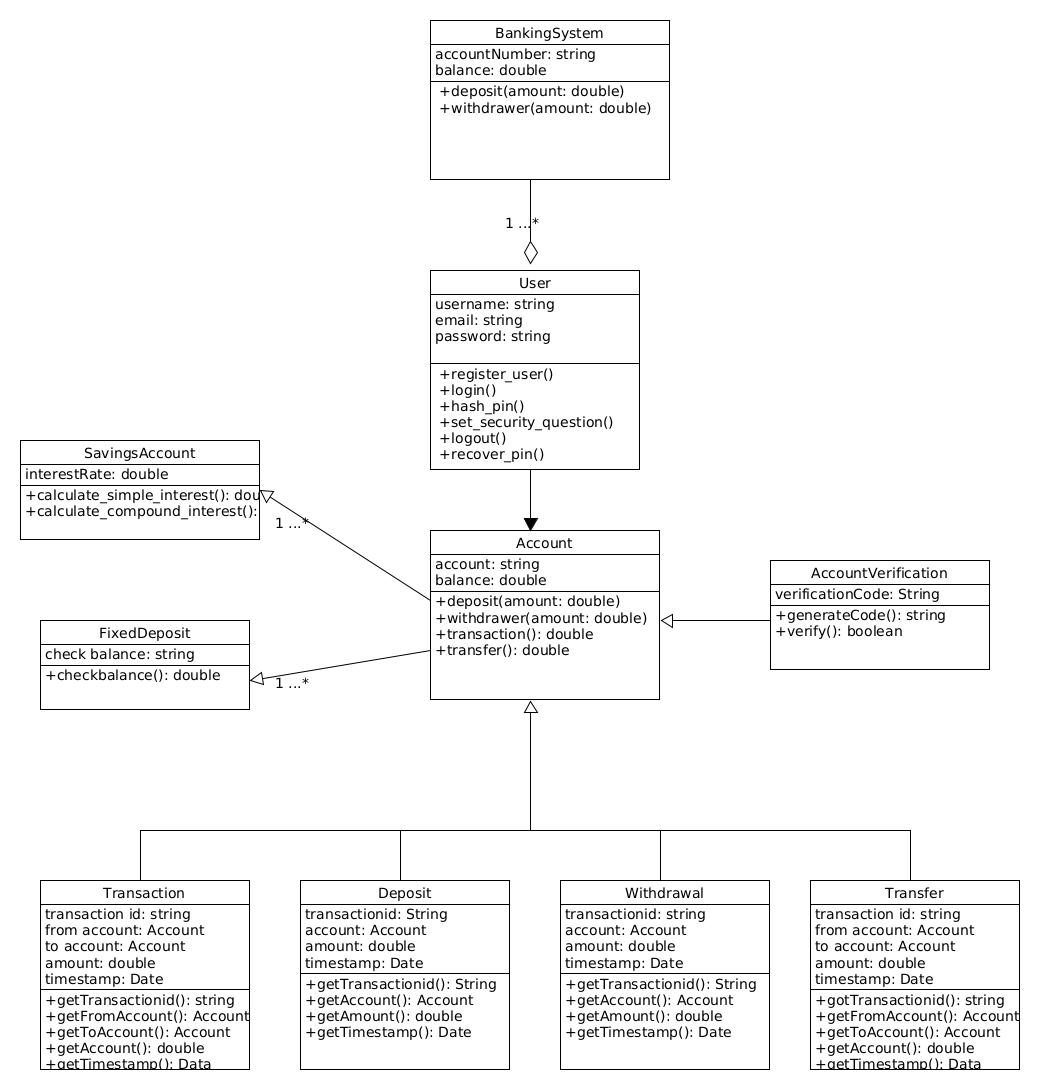 BankingSystem
accountNumber: string
balance: double
+deposit(amount: double)
+withdrawer(amount: double)
1 ...*
User
username: string
email: string
password: string
+register_user()
+login()
+hash_pin()
+set_security_question()
+logout()
+recover_pin()
SavingsAccount
interestRate: double
+calculate_simple_interest(): dou
+calculate_compound_interest():
1 ...*
Account
account: string
balance: double
+deposit(amount: double)
+withdrawer(amount: double)
+transaction(): double
+transfer(): double
AccountVerification
verificationCode: String
+generateCode(): string
+verify(): boolean
FixedDeposit
check balance: string
+checkbalance(): double
1 ...*
Transaction
transaction id: string
from account: Account
to account: Account
amount: double
timestamp: Date
+getTransactionid(): string
+getFromAccount(): Account
+getToAccount(): Account
+getAccount(): double
+getTimestamp(): Data
Deposit
transactionid: String
account: Account
amount: double
timestamp: Date
+getTransactionid(): String
+getAccount(): Account
+getAmount(): double
+getTimestamp(): Date
Withdrawal
transactionid: string
account: Account
amount: double
timestamp: Date
+getTransactionid(): String
+getAccount(): Account
+getAmount(): double
+getTimestamp(): Date
Transfer
transaction id: string
from account: Account
to account: Account
amount: double
timestamp: Date
+gotTransactionid(): string
+getFromAccount(): Account
+getToAccount(): Account
+getAccount(): double
+getTimestamp(): Data